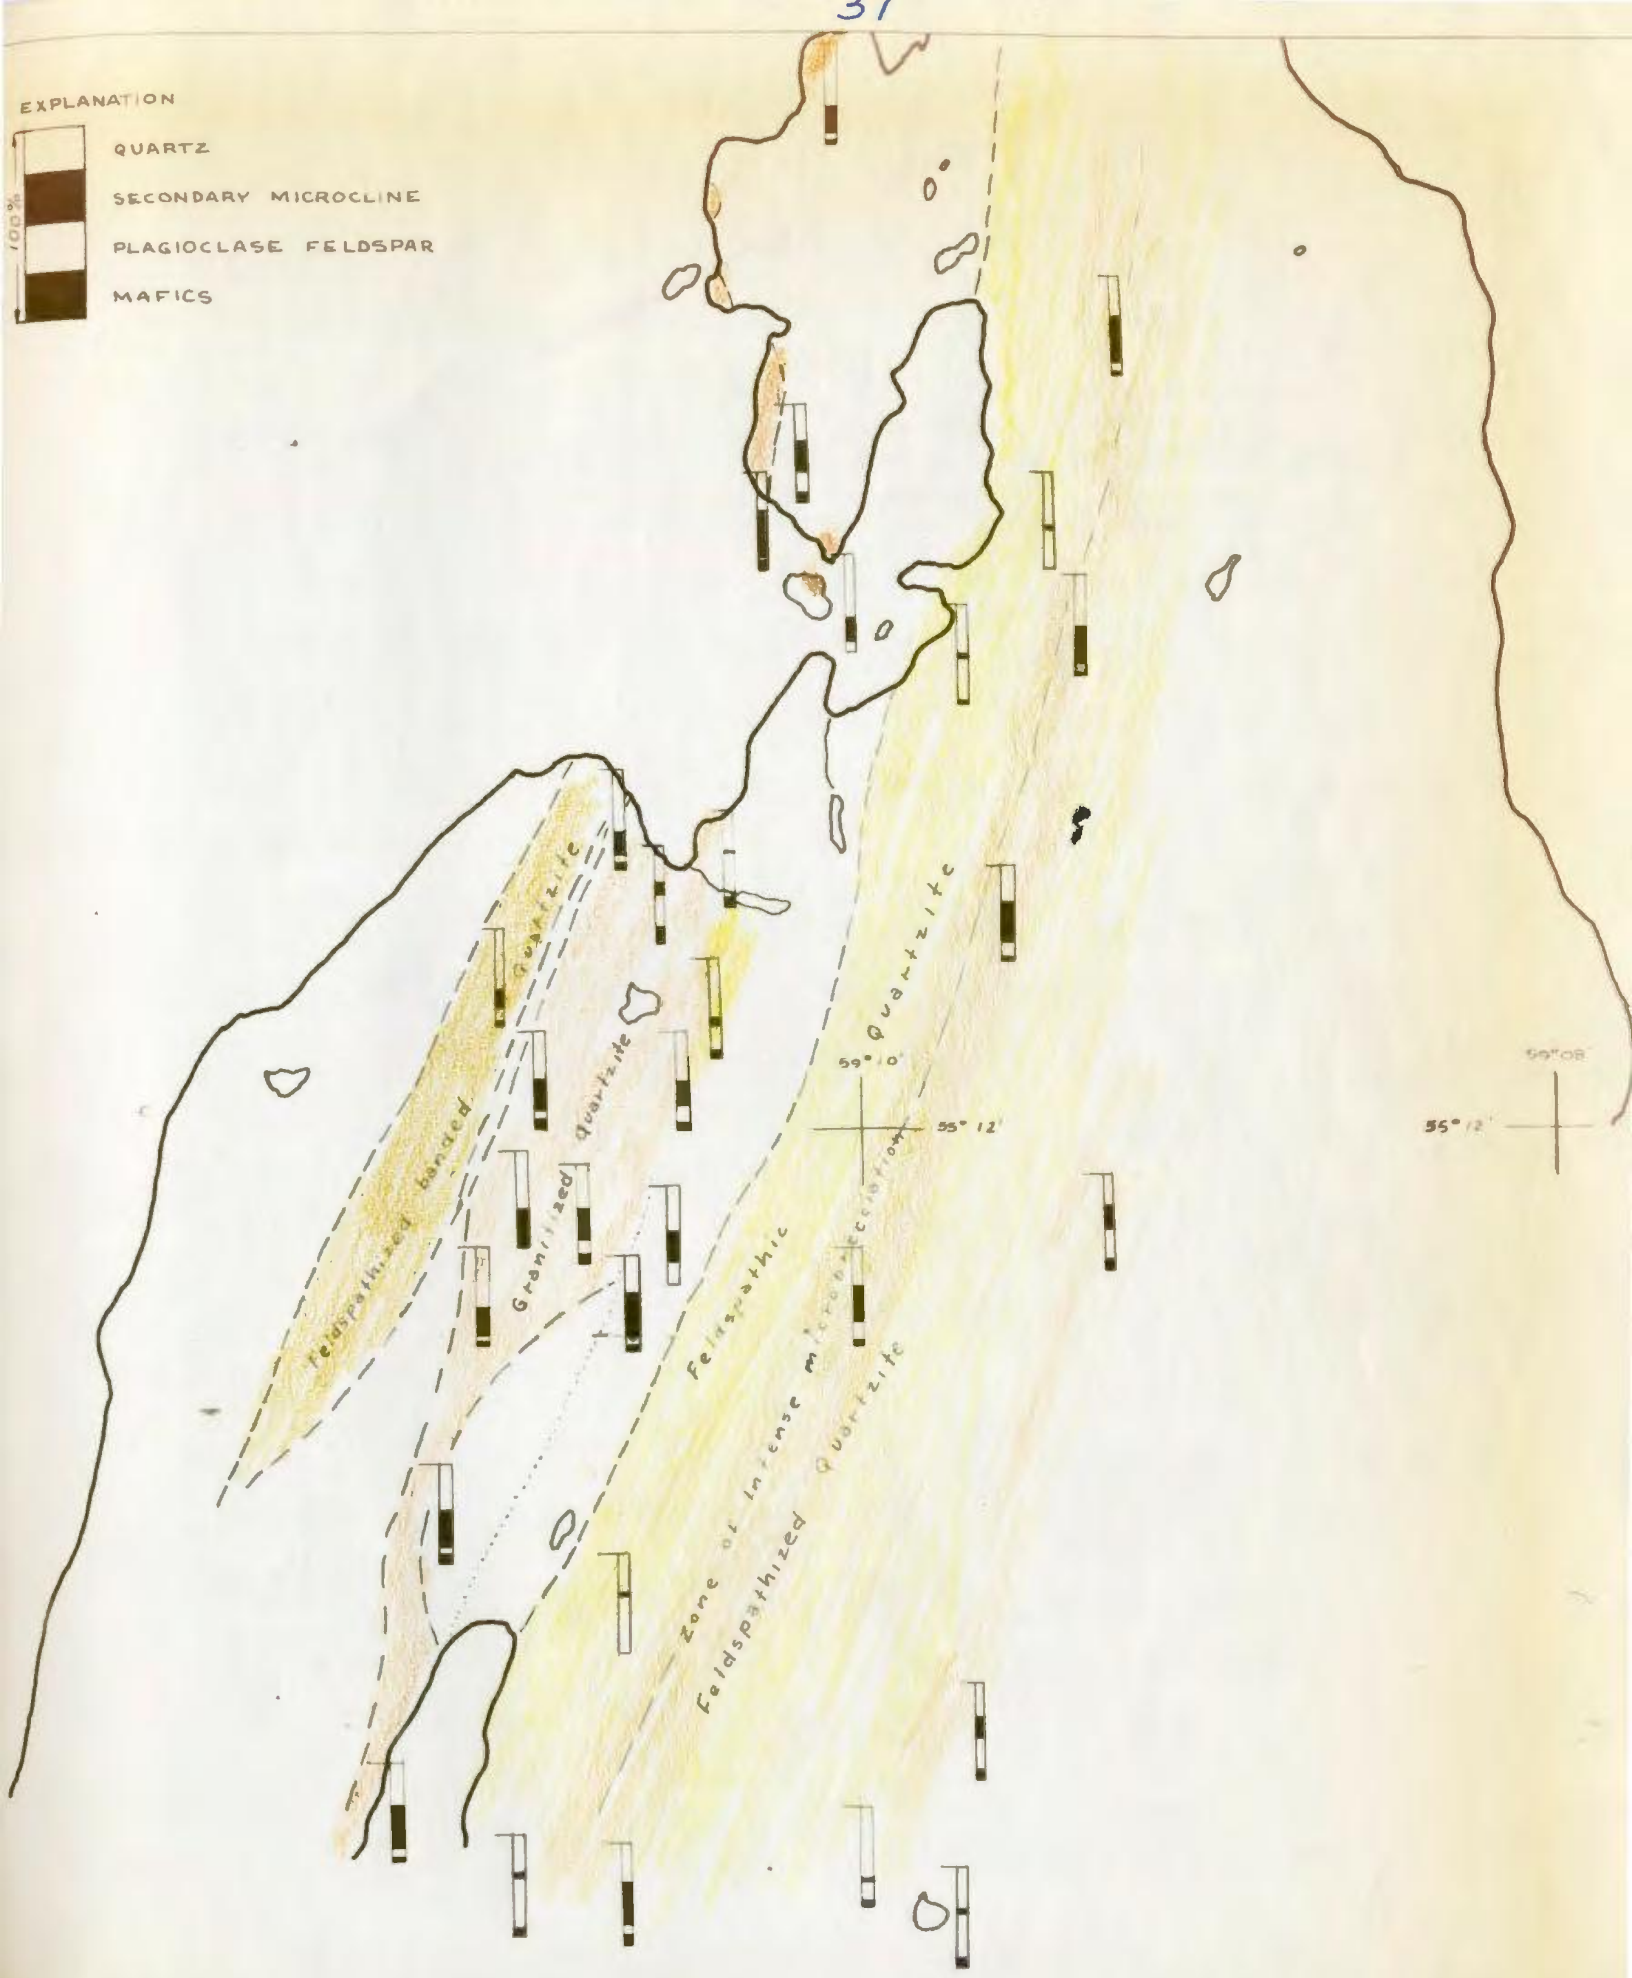 37
EXPLANATION
QUARTZ
SECONDARY MICROCLINE
PLAGIOCLASE FELDSPAR
MAFICS
100%
Feldspathized banded Quartzite
Granitized Quartzite
Feldspathic Quartzite
Zone of intense microbrecciation
Feldspathized Quartzite
59° 10'
55° 12'
59° 08'
55° 12'